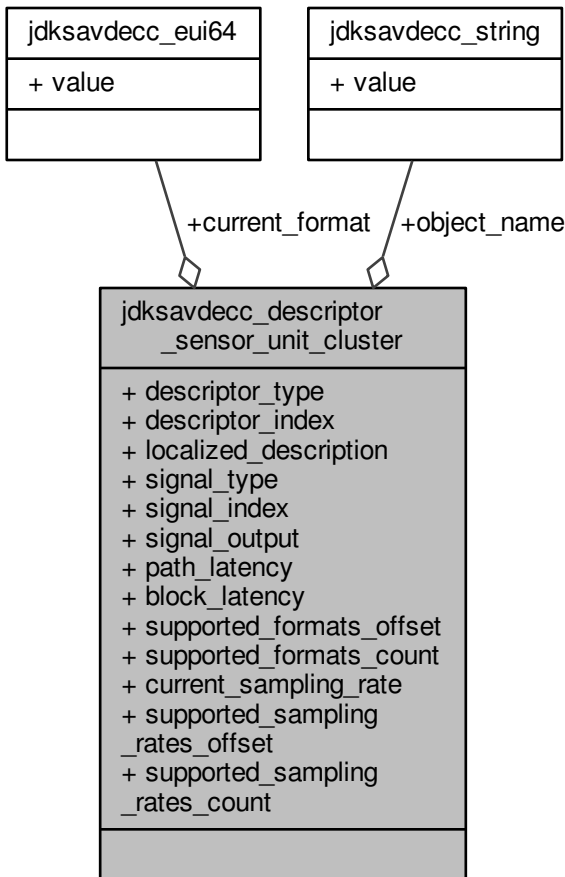 jdksavdecc_eui64
+ value
jdksavdecc_string
+ value
+current_format
+object_name
jdksavdecc_descriptor
_sensor_unit_cluster
+ descriptor_type
+ descriptor_index
+ localized_description
+ signal_type
+ signal_index
+ signal_output
+ path_latency
+ block_latency
+ supported_formats_offset
+ supported_formats_count
+ current_sampling_rate
+ supported_sampling
_rates_offset
+ supported_sampling
_rates_count